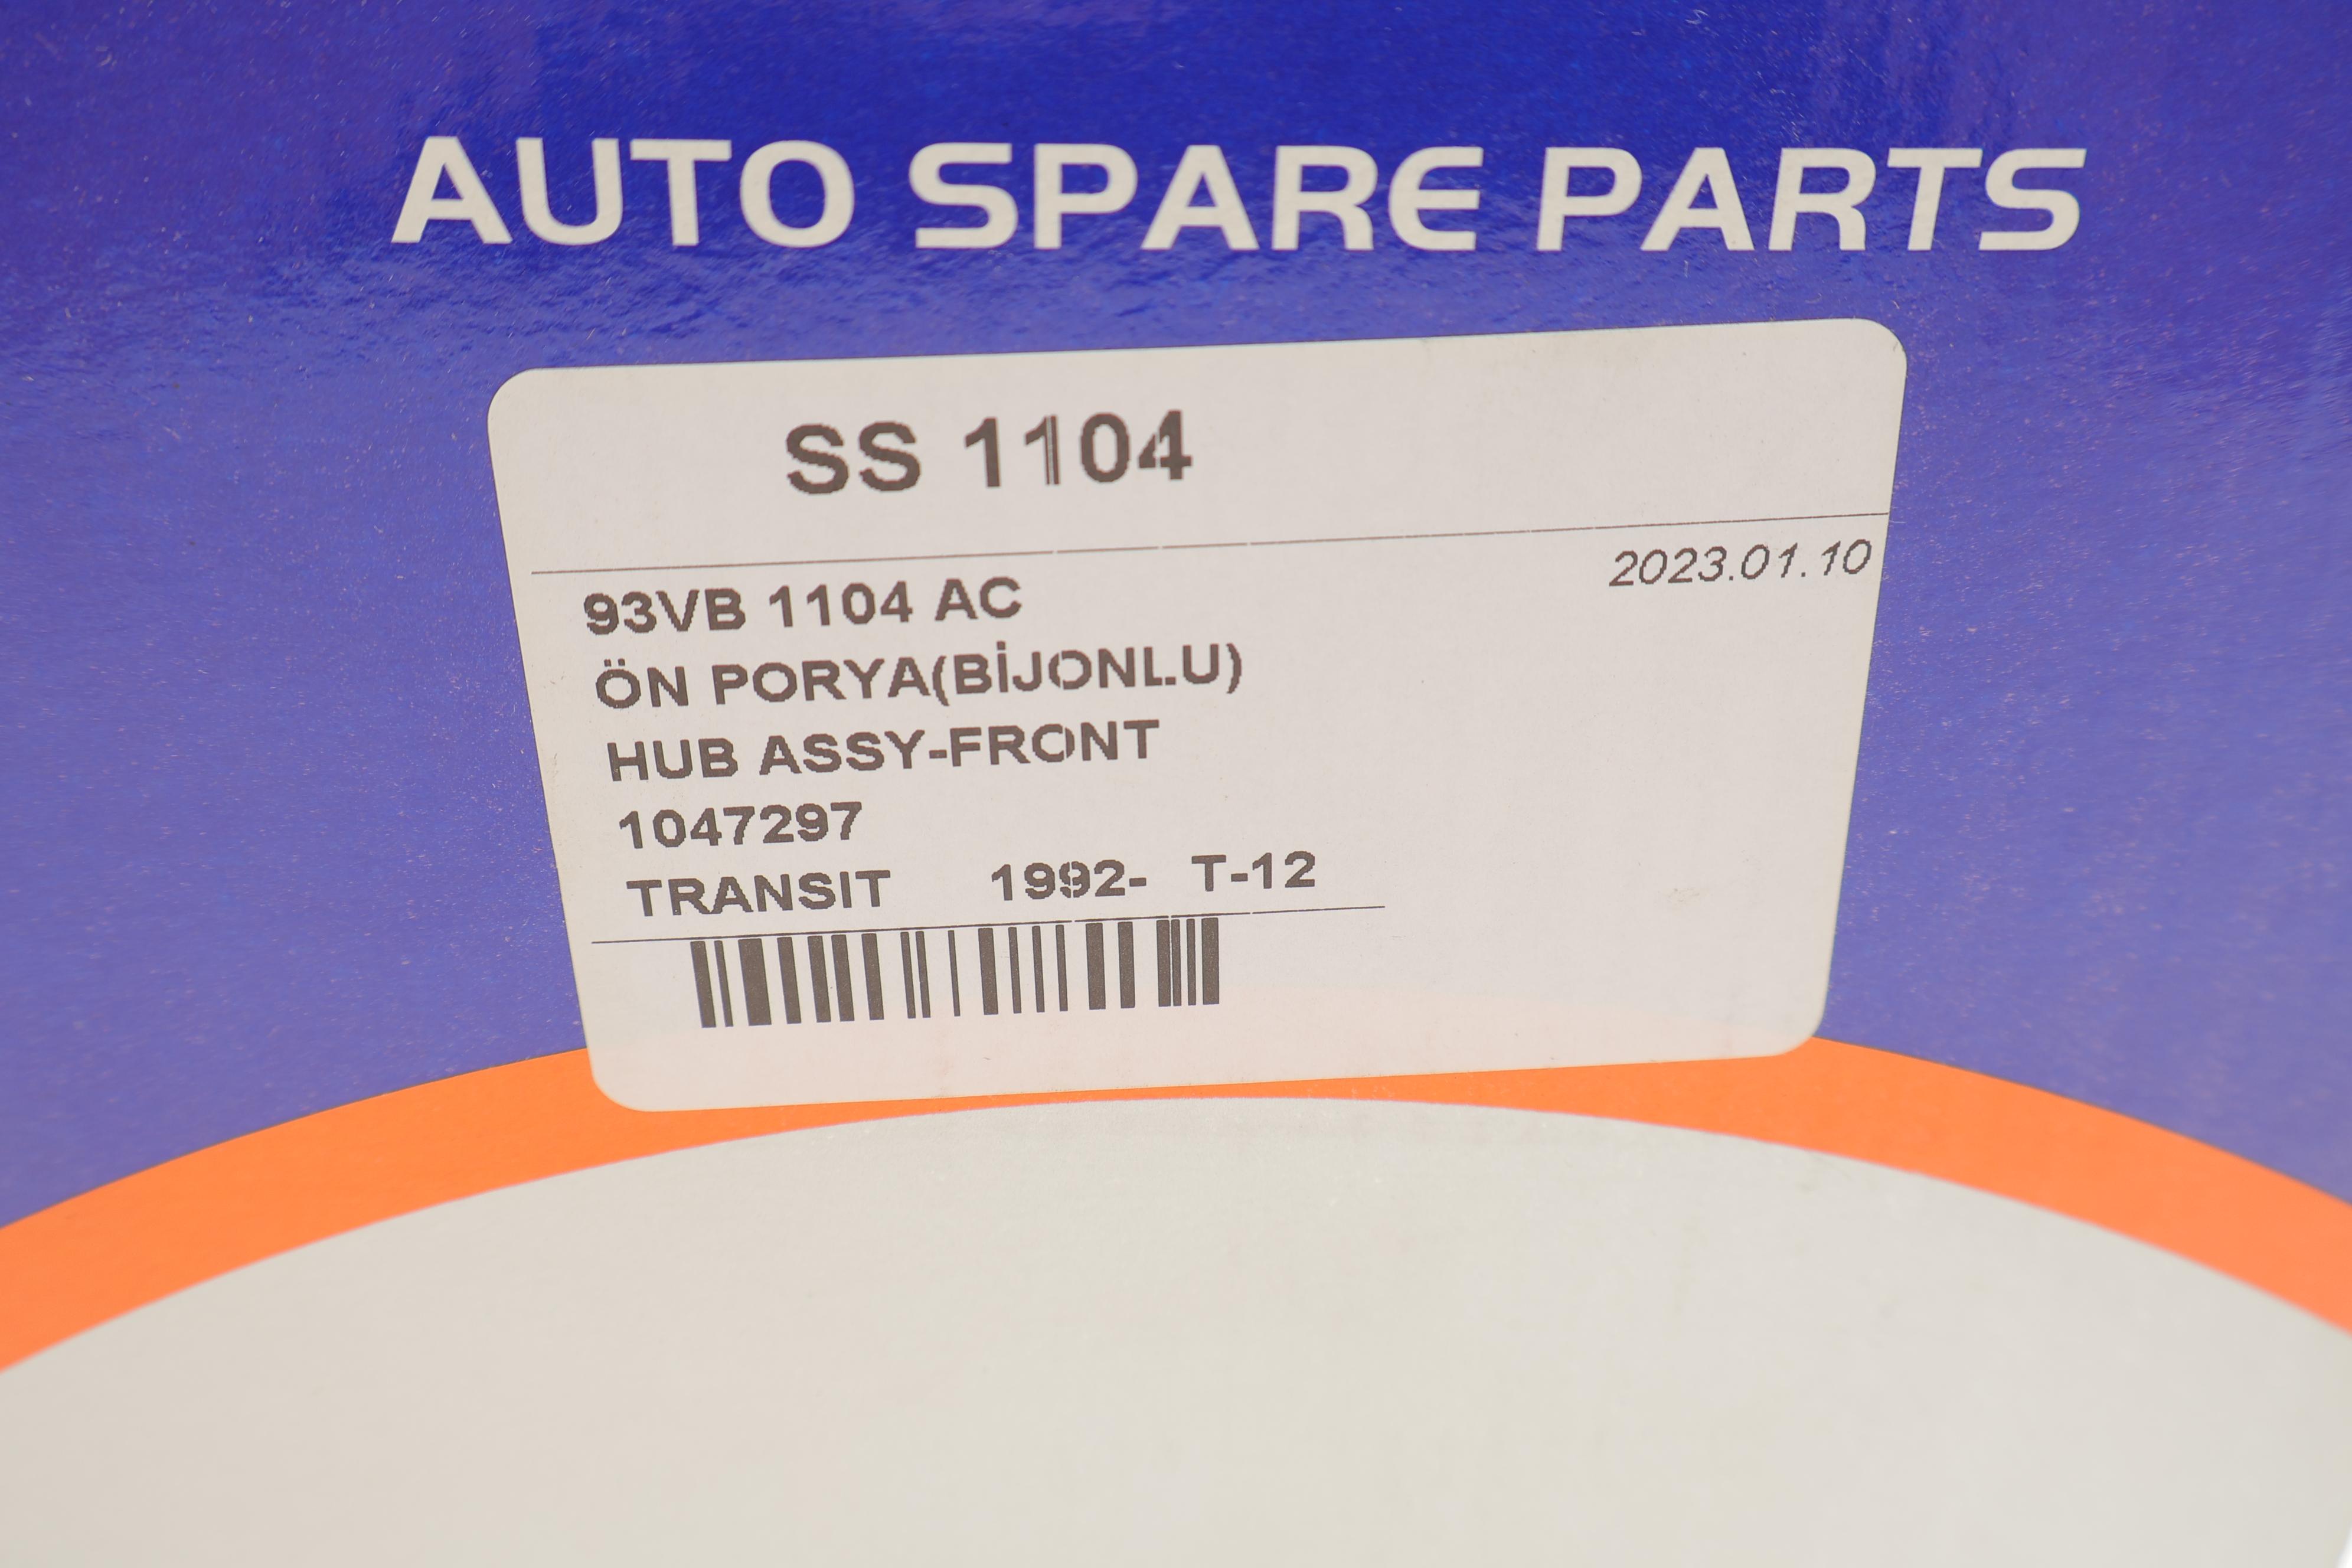 AUTO SPARE PARTS
SS 1104
2023.01.10
93VB 1104 AC
ÖN PORYA(BİJONLU)
HUB ASSY-FRONT
1047297
TRANSIT 1992- T-12